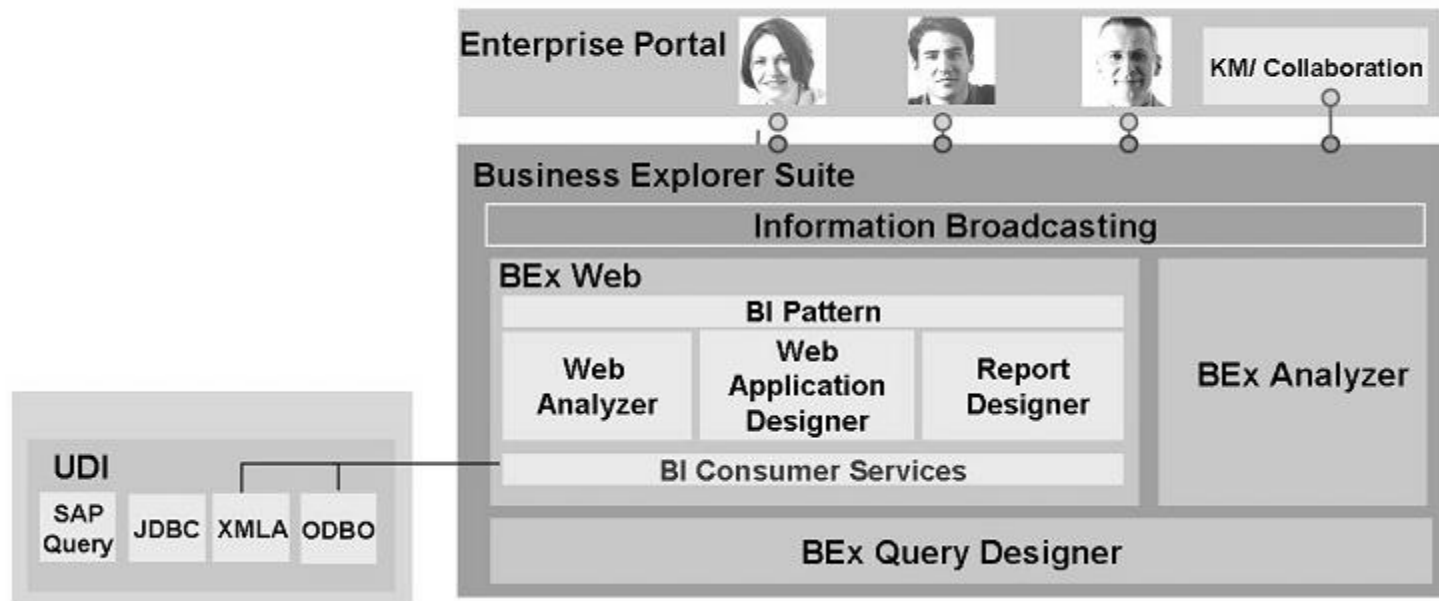 Enterprise Portal
KM/ Collaboration
Business Explorer Suite
Information Broadcasting
BEx Web
BI Pattern
Web
Analyzer
Web
Application
Designer
Report
Designer
BEx Analyzer
BI Consumer Services
BEx Query Designer
UDI
SAP
Query
JDBC
XMLA
ODBO